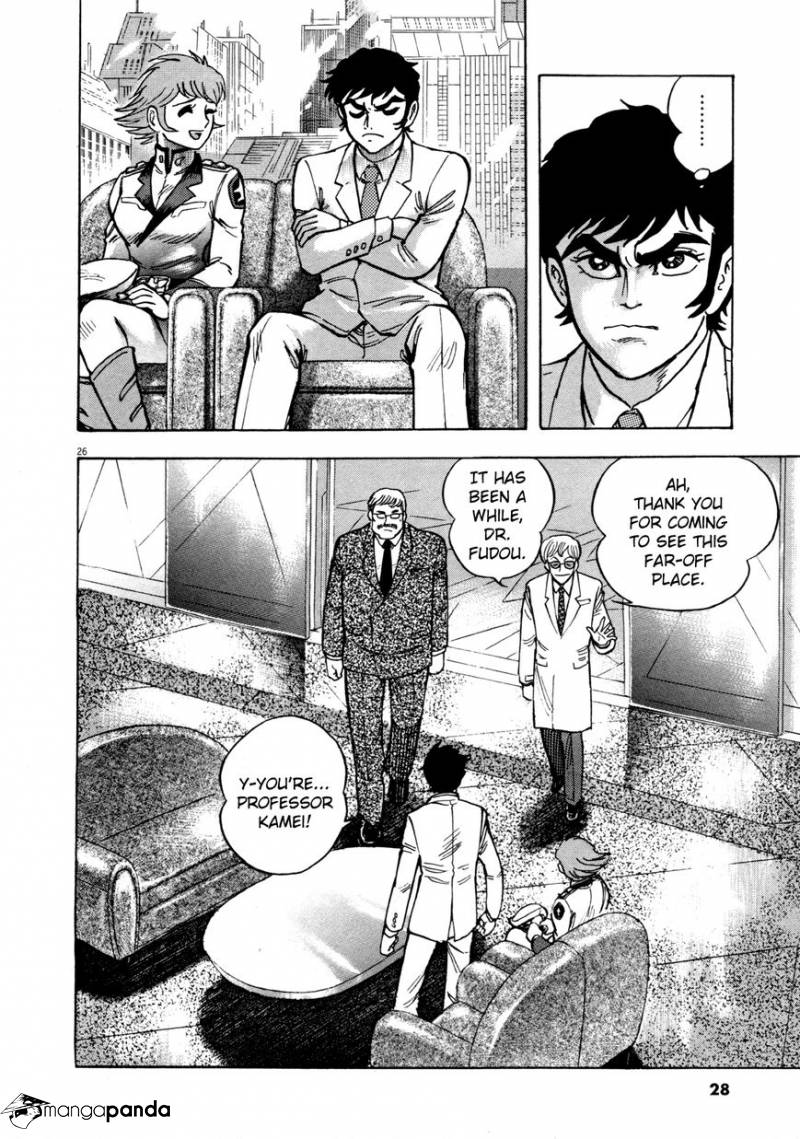 .........
26
AH,
THANK YOU
FOR COMING
TO SEE THIS
FAR-OFF
PLACE.
IT HAS
BEEN A
WHILE,
DR.
FUDOU.
Y-YOU'RE...
PROFESSOR
KAMEI!
28
mangapanda